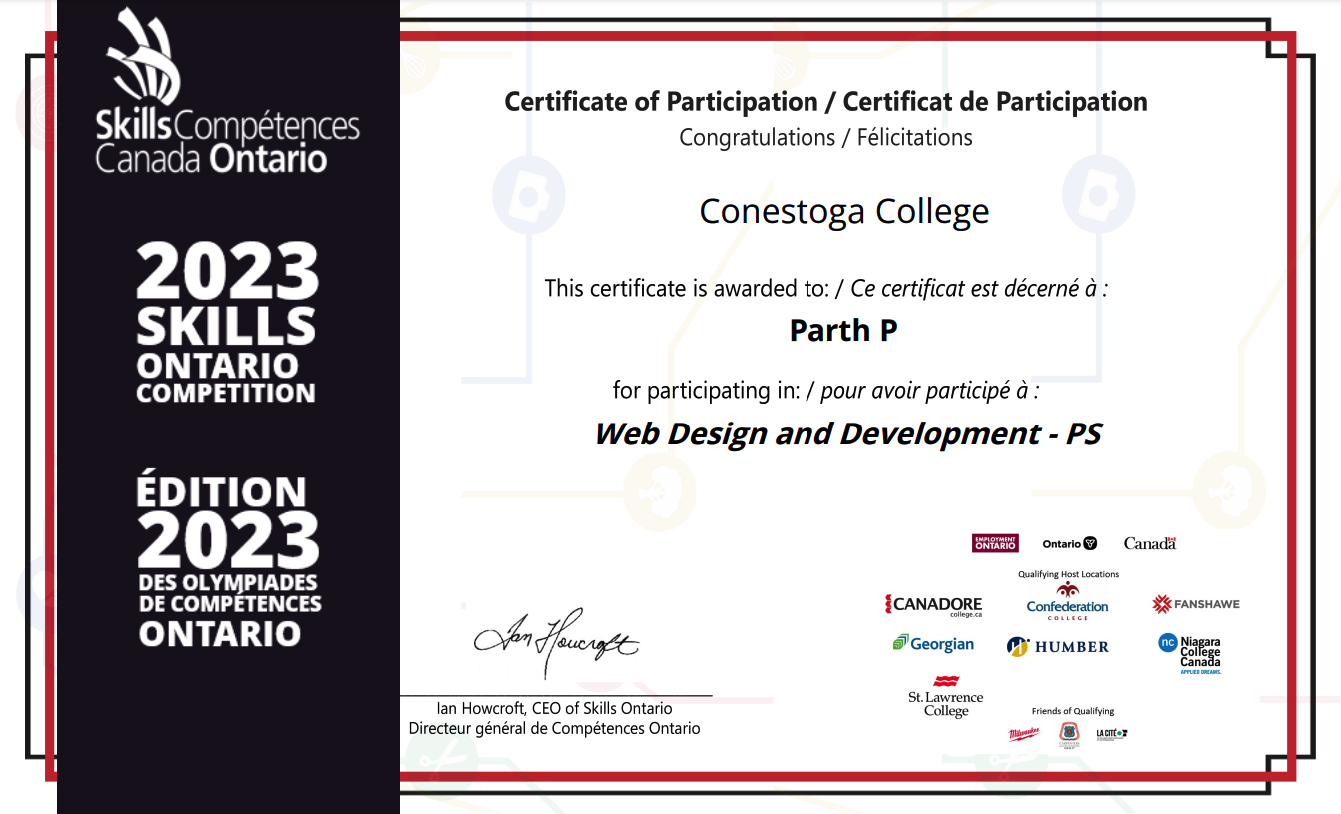 SkillsCompétences
Canada Ontario
2023
SKILLS
ONTARIO
COMPETITION
ÉDITION
2023
DES OLYMPIADES
DE COMPÉTENCES
ONTARIO
Certificate of Participation / Certificat de Participation
Congratulations / Félicitations
Conestoga College
This certificate is awarded to: / Ce certificat est décerné à :
Parth P
for participating in: / pour avoir participé à :
Web Design and Development - PS
Ian Howcroft
Ian Howcroft, CEO of Skills Ontario
Directeur général de Compétences Ontario
EMPLOYMENT
ONTARIO
Ontario
Canada
Qualifying Host Locations
CANADORE
college.ca
Confederation
COLLEGE
FANSHAWE
Georgian
HUMBER
nc
Niagara
College
Canada
APPLIED DREAMS.
St. Lawrence
College
Friends of Qualifying
Milwaukee
LA CITÉ